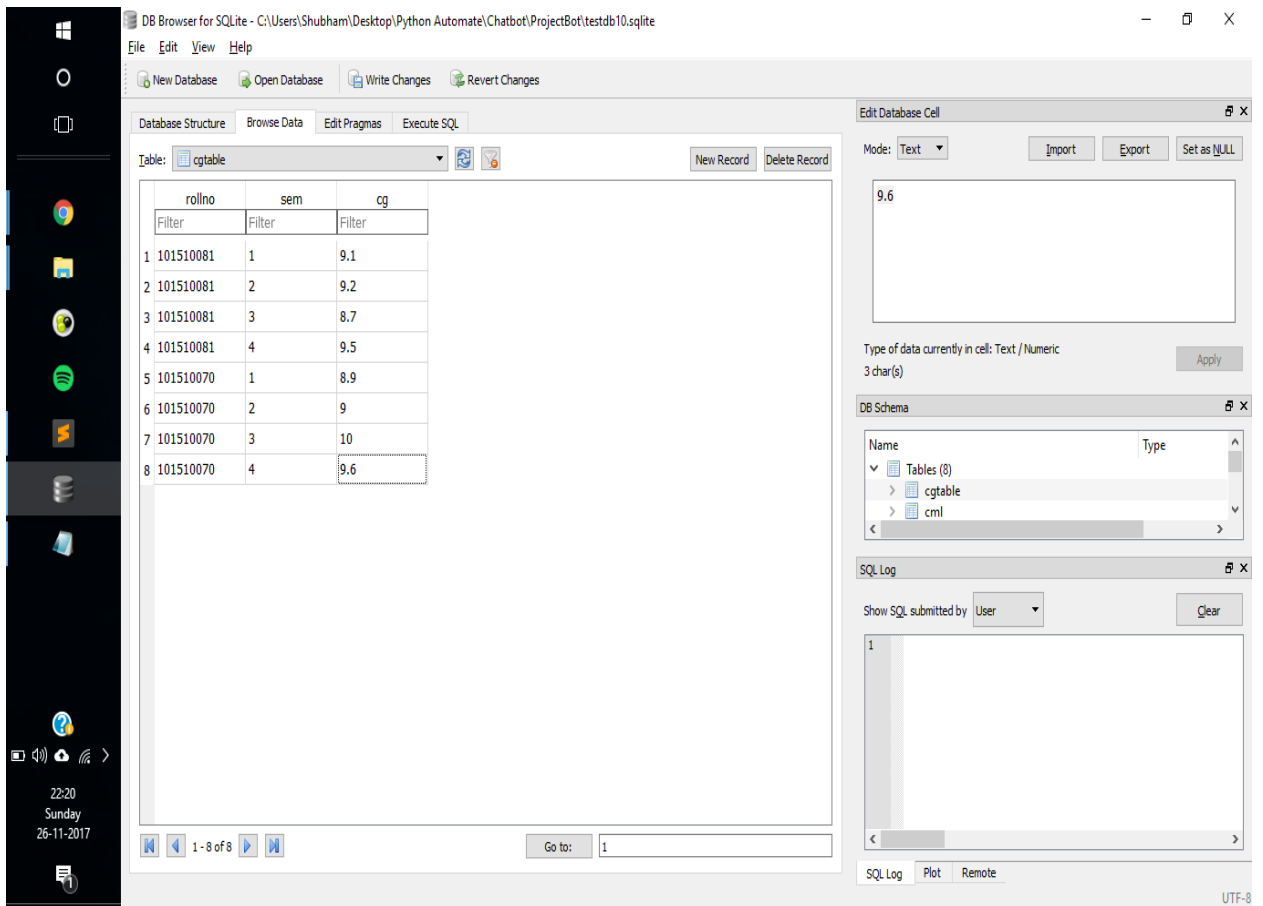 DB Browser for SQLite - C:\Users\Shubham\Desktop\Python Automate\Chatbot\ProjectBot\testdb10.sqlite
File Edit View Help
New Database Open Database Write Changes Revert Changes
Database Structure Browse Data Edit Pragmas Execute SQL
Table: cgtable New Record Delete Record
rollno sem cg
Filter Filter Filter
1 101510081 1 9.1
2 101510081 2 9.2
3 101510081 3 8.7
4 101510081 4 9.5
5 101510070 1 8.9
6 101510070 2 9
7 101510070 3 10
8 101510070 4 9.6
1 - 8 of 8 Go to: 1
Edit Database Cell
Mode: Text Import Export Set as NULL
9.6
Type of data currently in cell: Text / Numeric
3 char(s)
Apply
DB Schema
Name Type
Tables (8)
cgtable
cml
SQL Log
Show SQL submitted by User Clear
1
SQL Log Plot Remote
UTF-8
22:20
Sunday
26-11-2017
1